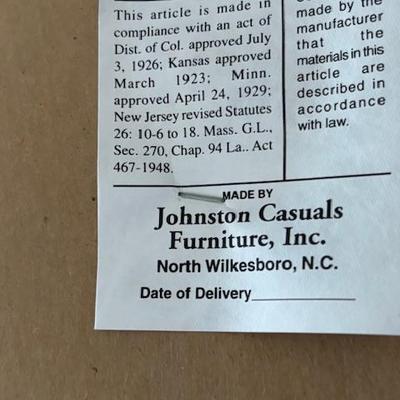 This article is made in
compliance with an act of
Dist. of Col. approved July
3, 1926; Kansas approved
March 1923; Minn.
approved April 24, 1929;
New Jersey revised Statutes
26: 10-6 to 18. Mass. G.L.,
Sec. 270, Chap. 94 La.. Act
467-1948.
made by the
manufacturer
that the
materials in this
article are
described in
accordance
with law.
MADE BY
Johnston Casuals
Furniture, Inc.
North Wilkesboro, N.C.
Date of Delivery